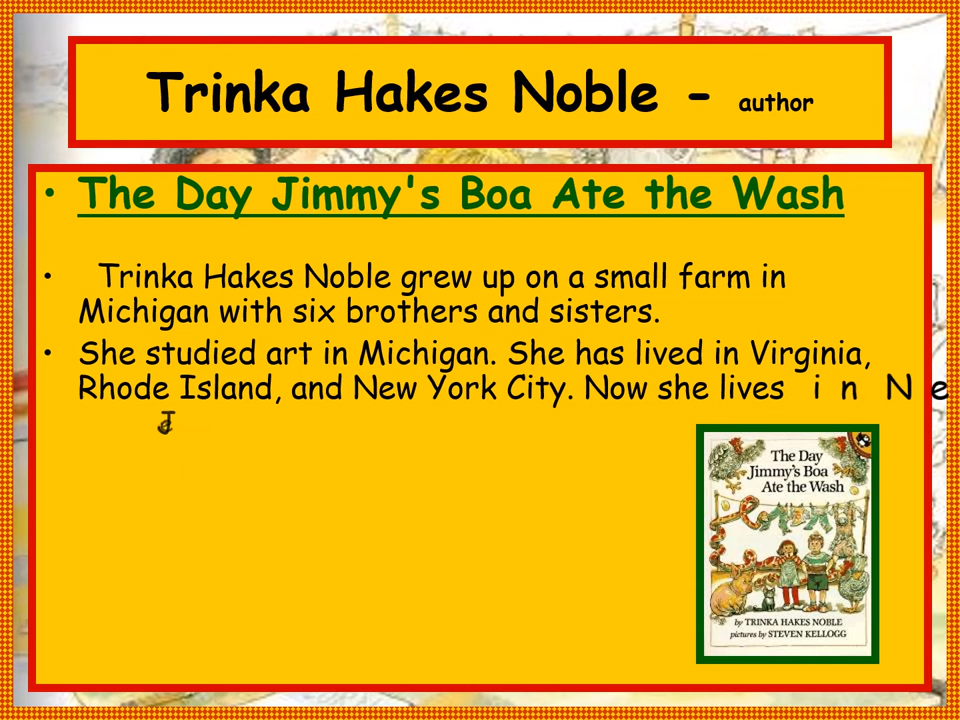 Trinka Hakes Noble - author
• The Day Jimmy's Boa Ate the Wash
• Trinka Hakes Noble grew up on a small farm in
Michigan with six brothers and sisters.
• She studied art in Michigan. She has lived in Virginia,
Rhode Island, and New York City. Now she lives i n N e
The Day
Jimmy's Boa
Ate the Wash
by TRINKA HAKES NOBLE
pictures by STEVEN KELLOGG